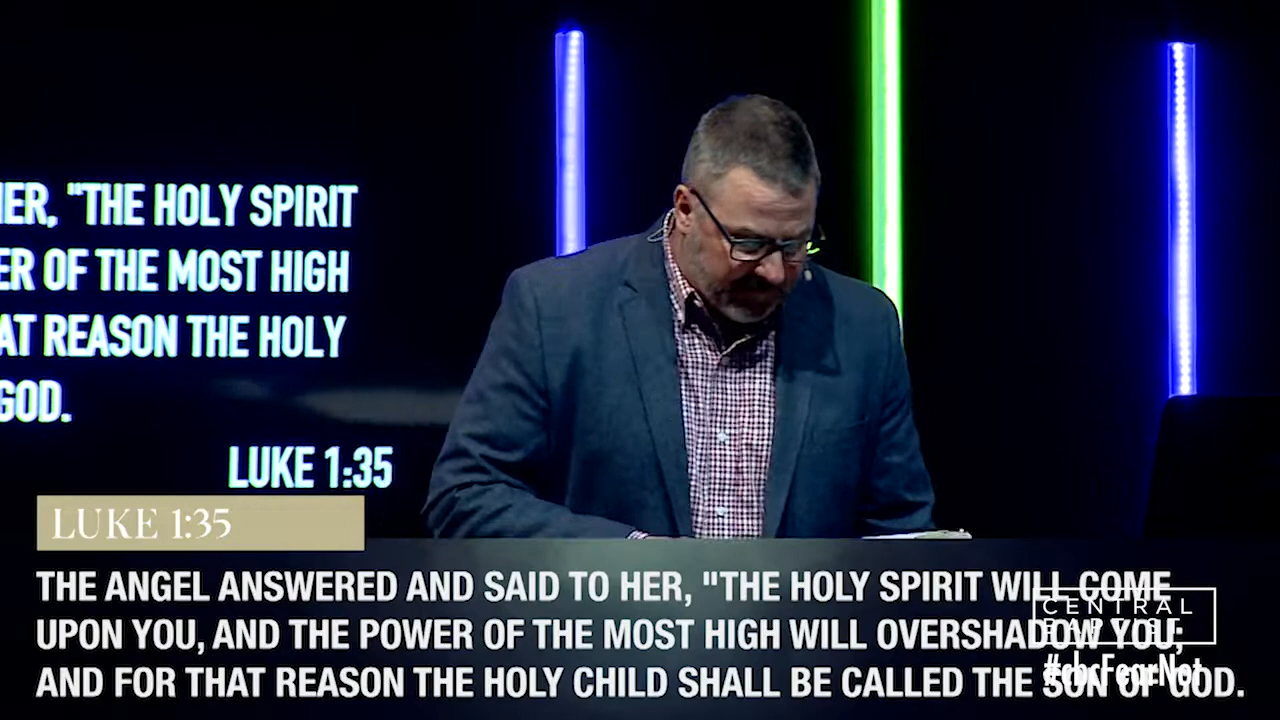 HER, "THE HOLY SPIRIT
ER OF THE MOST HIGH
AT REASON THE HOLY
GOD.
LUKE 1:35
LUKE 1:35
THE ANGEL ANSWERED AND SAID TO HER, "THE HOLY SPIRIT WILL COME
UPON YOU, AND THE POWER OF THE MOST HIGH WILL OVERSHADOW YOU;
AND FOR THAT REASON THE HOLY CHILD SHALL BE CALLED THE SON OF GOD.
CENTRAL
BAPTIST
#cbcFearNot